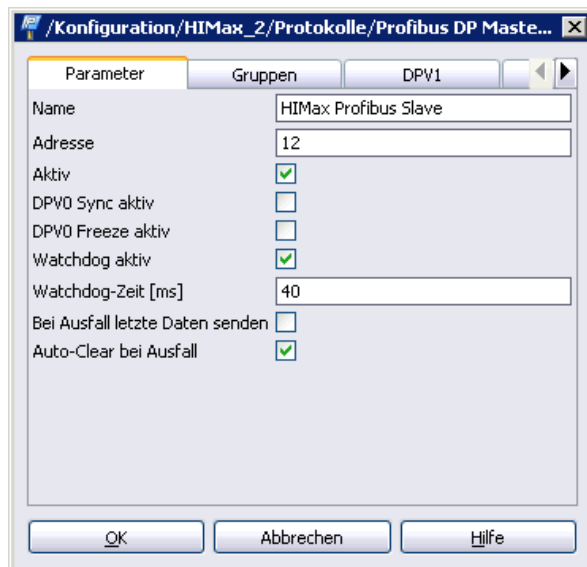 /Konfiguration/HIMax_2/Protokolle/Profibus DP Maste...
Parameter Gruppen DPV1
Name HIMax Profibus Slave
Adresse 12
Aktiv
DPV0 Sync aktiv
DPV0 Freeze aktiv
Watchdog aktiv
Watchdog-Zeit [ms] 40
Bei Ausfall letzte Daten senden
Auto-Clear bei Ausfall
OK Abbrechen Hilfe